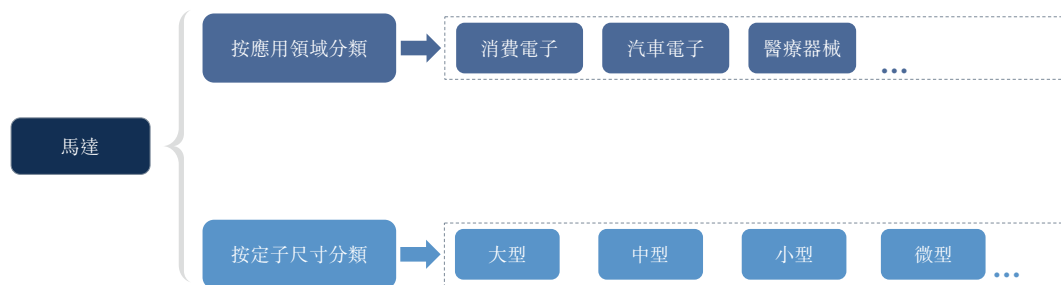 馬達
按應用領域分類
消費電子
汽車電子
醫療器械
...
按定子尺寸分類
大型
中型
小型
微型
...